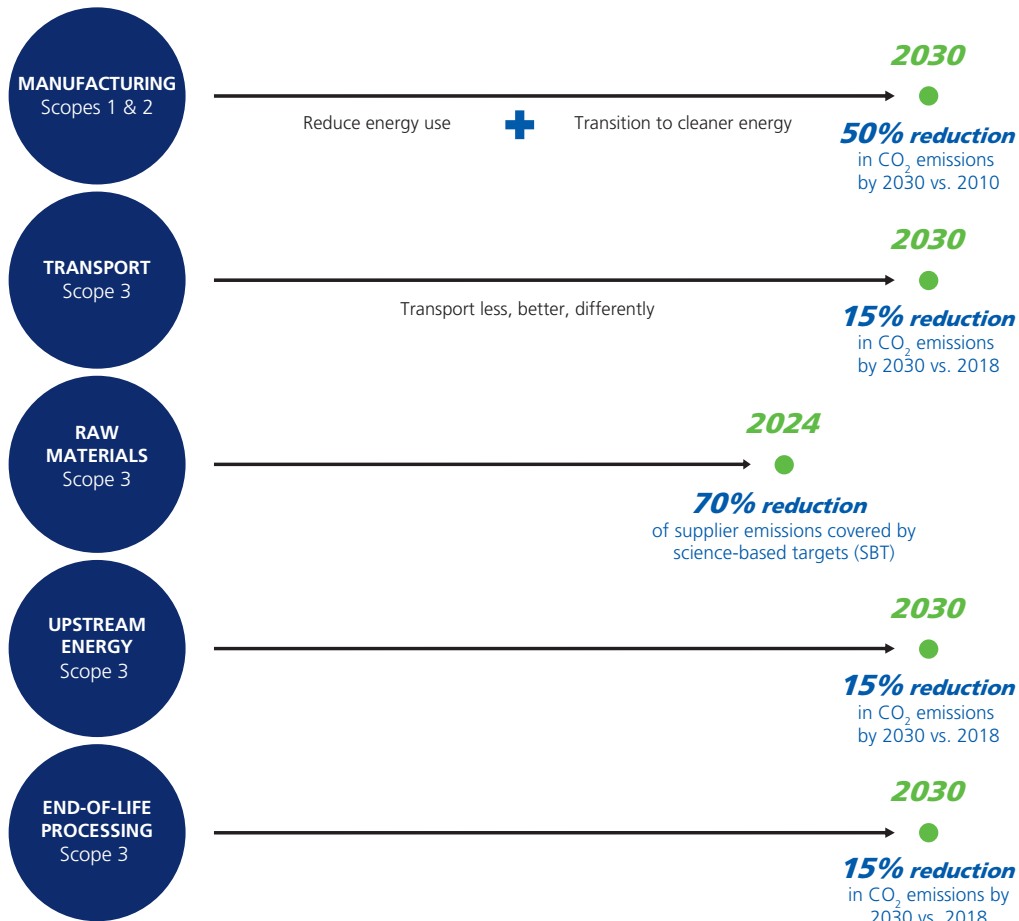 2030
MANUFACTURING
Scopes 1 & 2
Reduce energy use
Transition to cleaner energy
50% reduction
in CO2 emissions
by 2030 vs. 2010
2030
TRANSPORT
Scope 3
Transport less, better, differently
15% reduction
in CO2 emissions
by 2030 vs. 2018
2024
RAW
MATERIALS
Scope 3
70% reduction
of supplier emissions covered by
science-based targets (SBT)
2030
UPSTREAM
ENERGY
Scope 3
15% reduction
in CO2 emissions
by 2030 vs. 2018
2030
END-OF-LIFE
PROCESSING
Scope 3
15% reduction
in CO2 emissions by
2030 vs. 2018